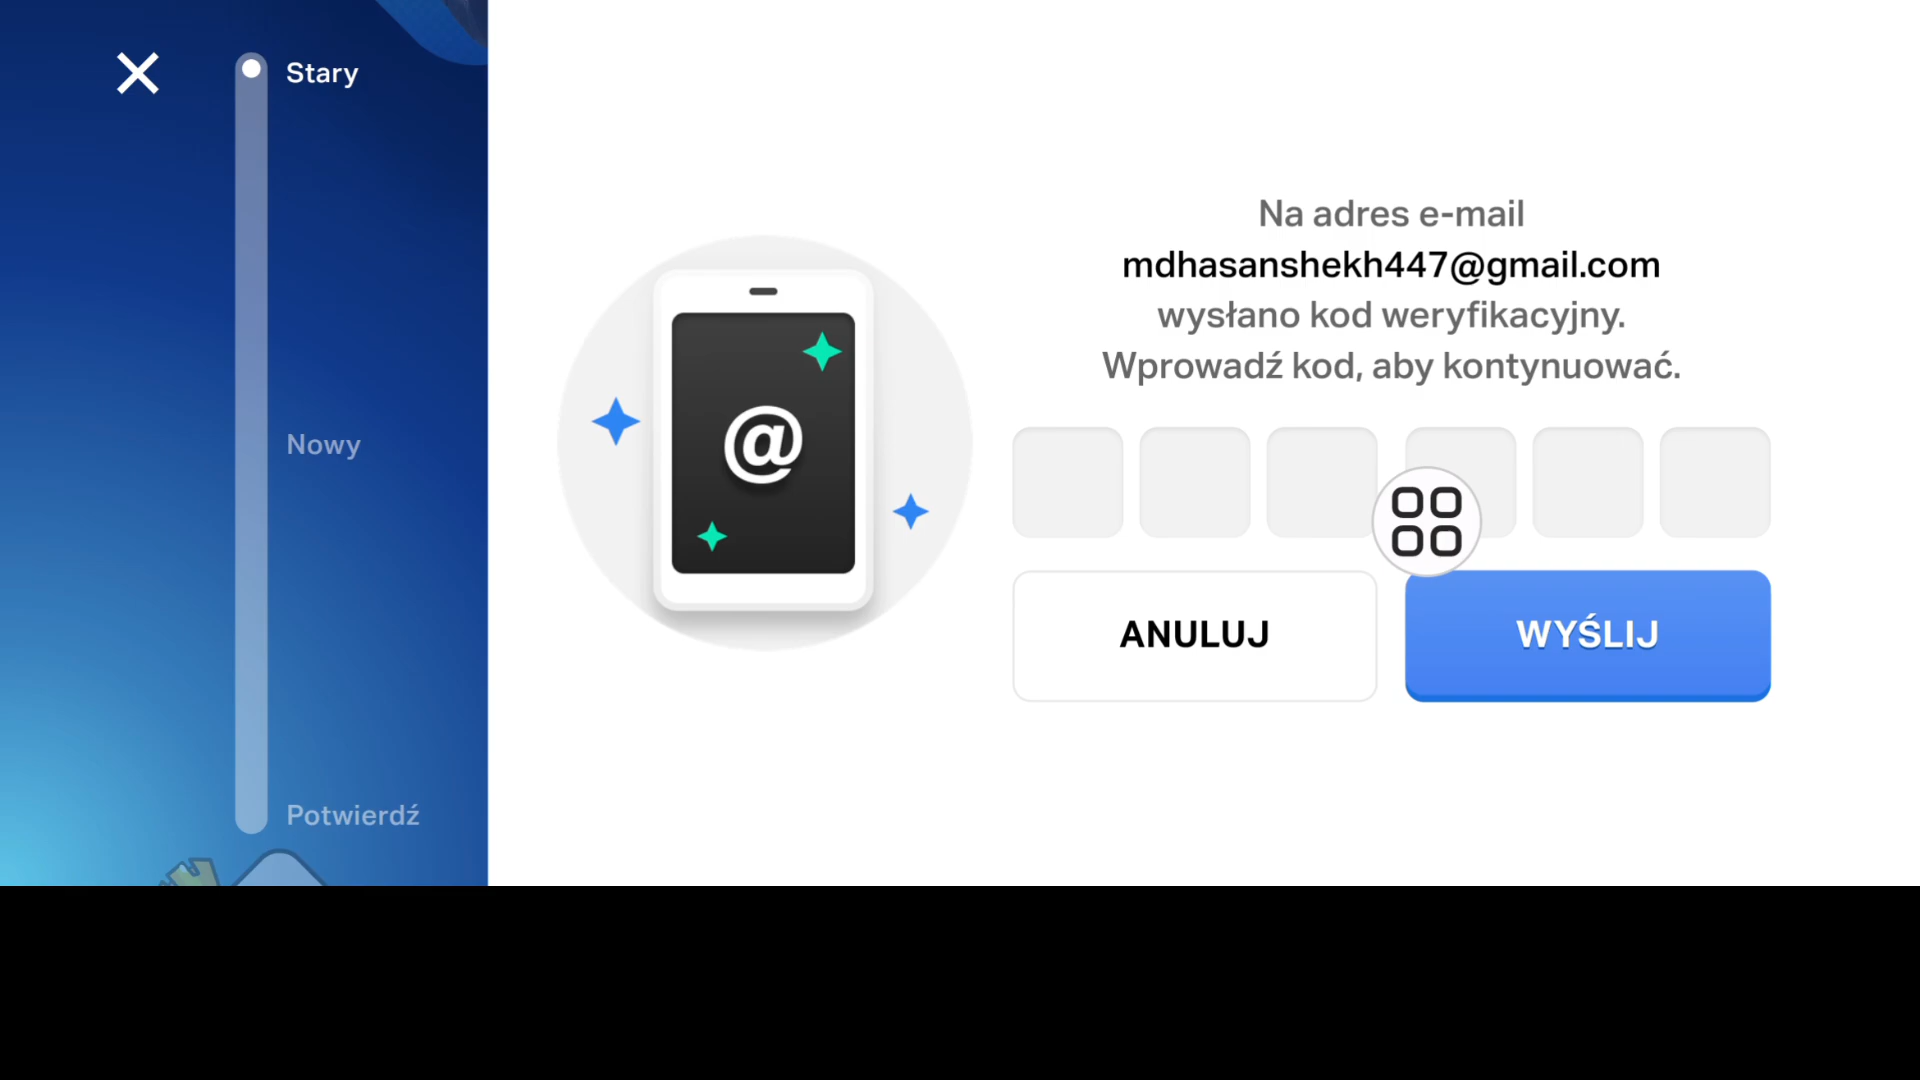 Stary
Nowy
Potwierdź
Na adres e-mail
mdhasanshekh447@gmail.com
wysłano kod weryfikacyjny.
Wprowadź kod, aby kontynuować.
@
ANULUJ
WYŚLIJ